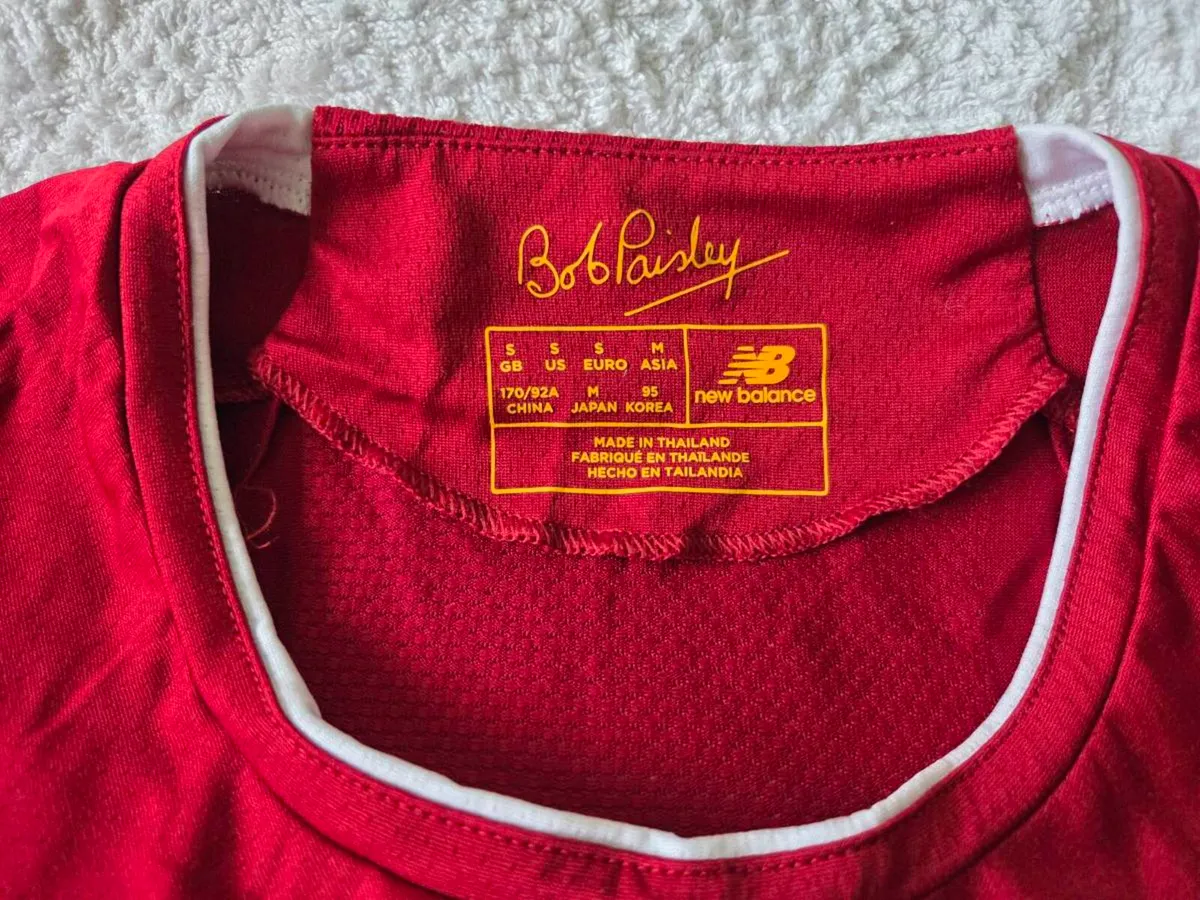 Bob Paisley
S S S M
GB US EURO ASIA
170/92A M 95
CHINA JAPAN KOREA
NB
new balance
MADE IN THAILAND
FABRIQUÉ EN THAÏLANDE
HECHO EN TAILANDIA